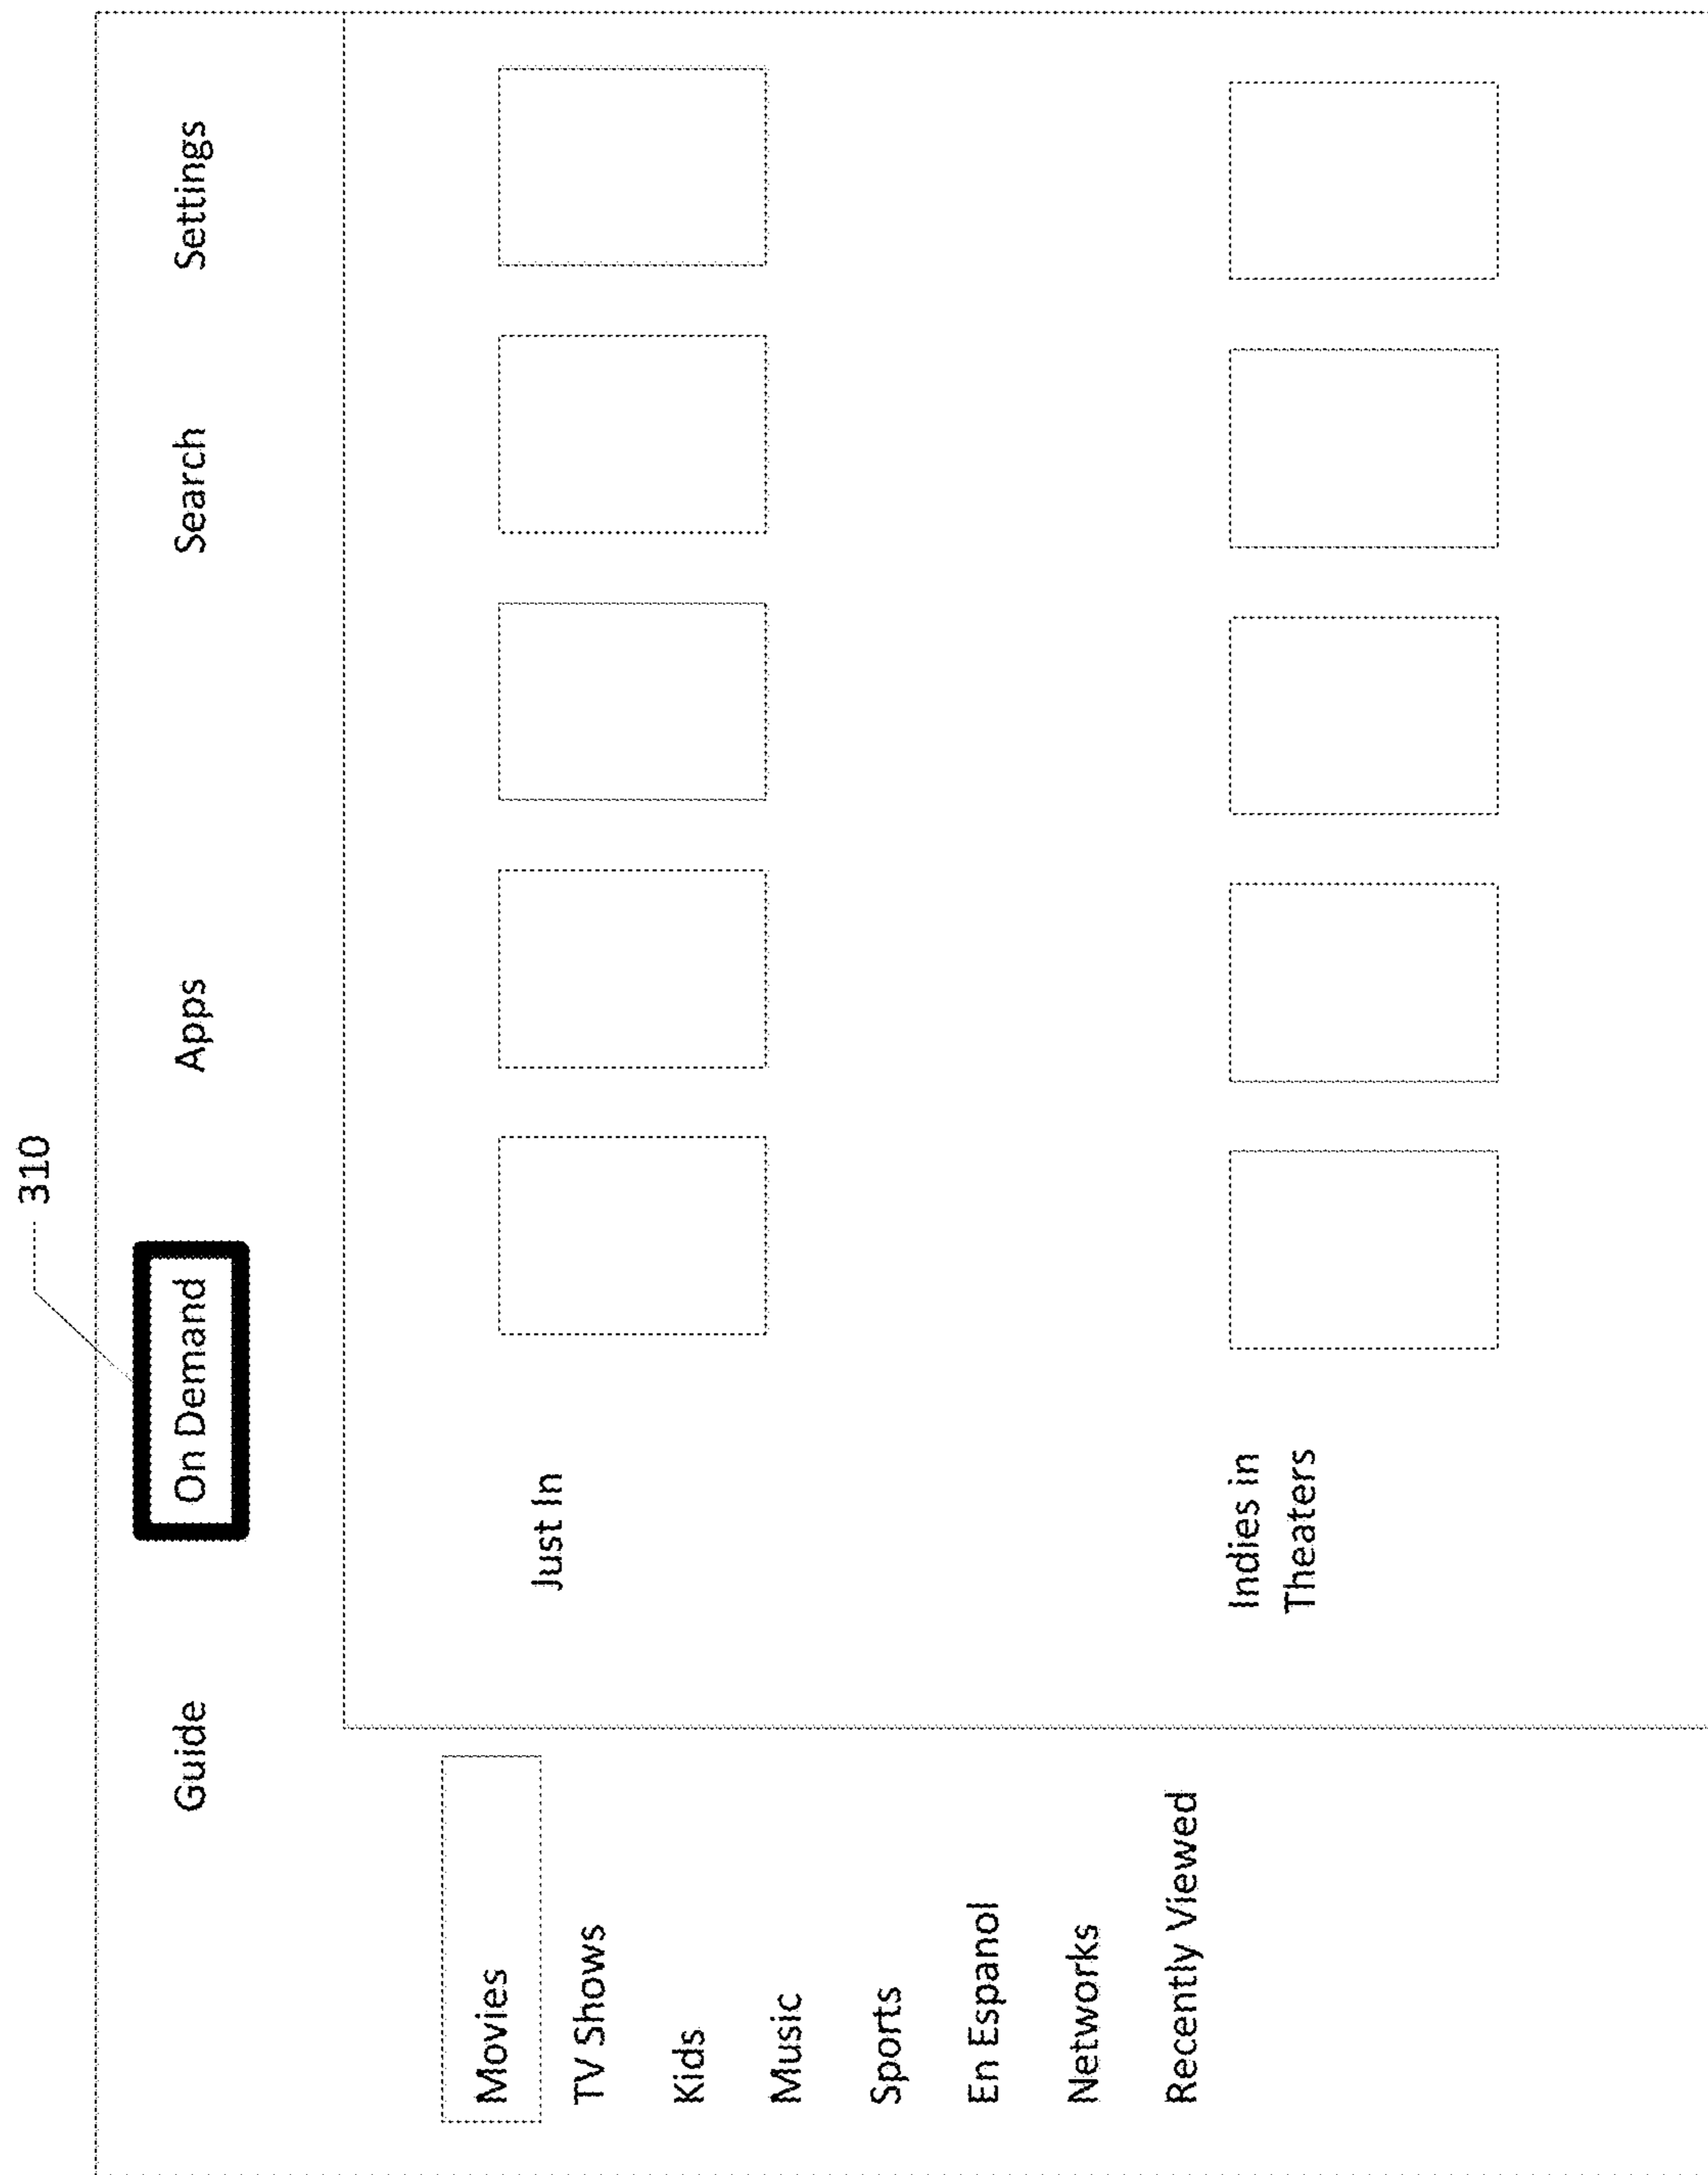 310
Guide
On Demand
Apps
Search
Settings
Movies
TV Shows
Kids
Music
Sports
En Espanol
Networks
Recently Viewed
Just In
Indies in
Theaters